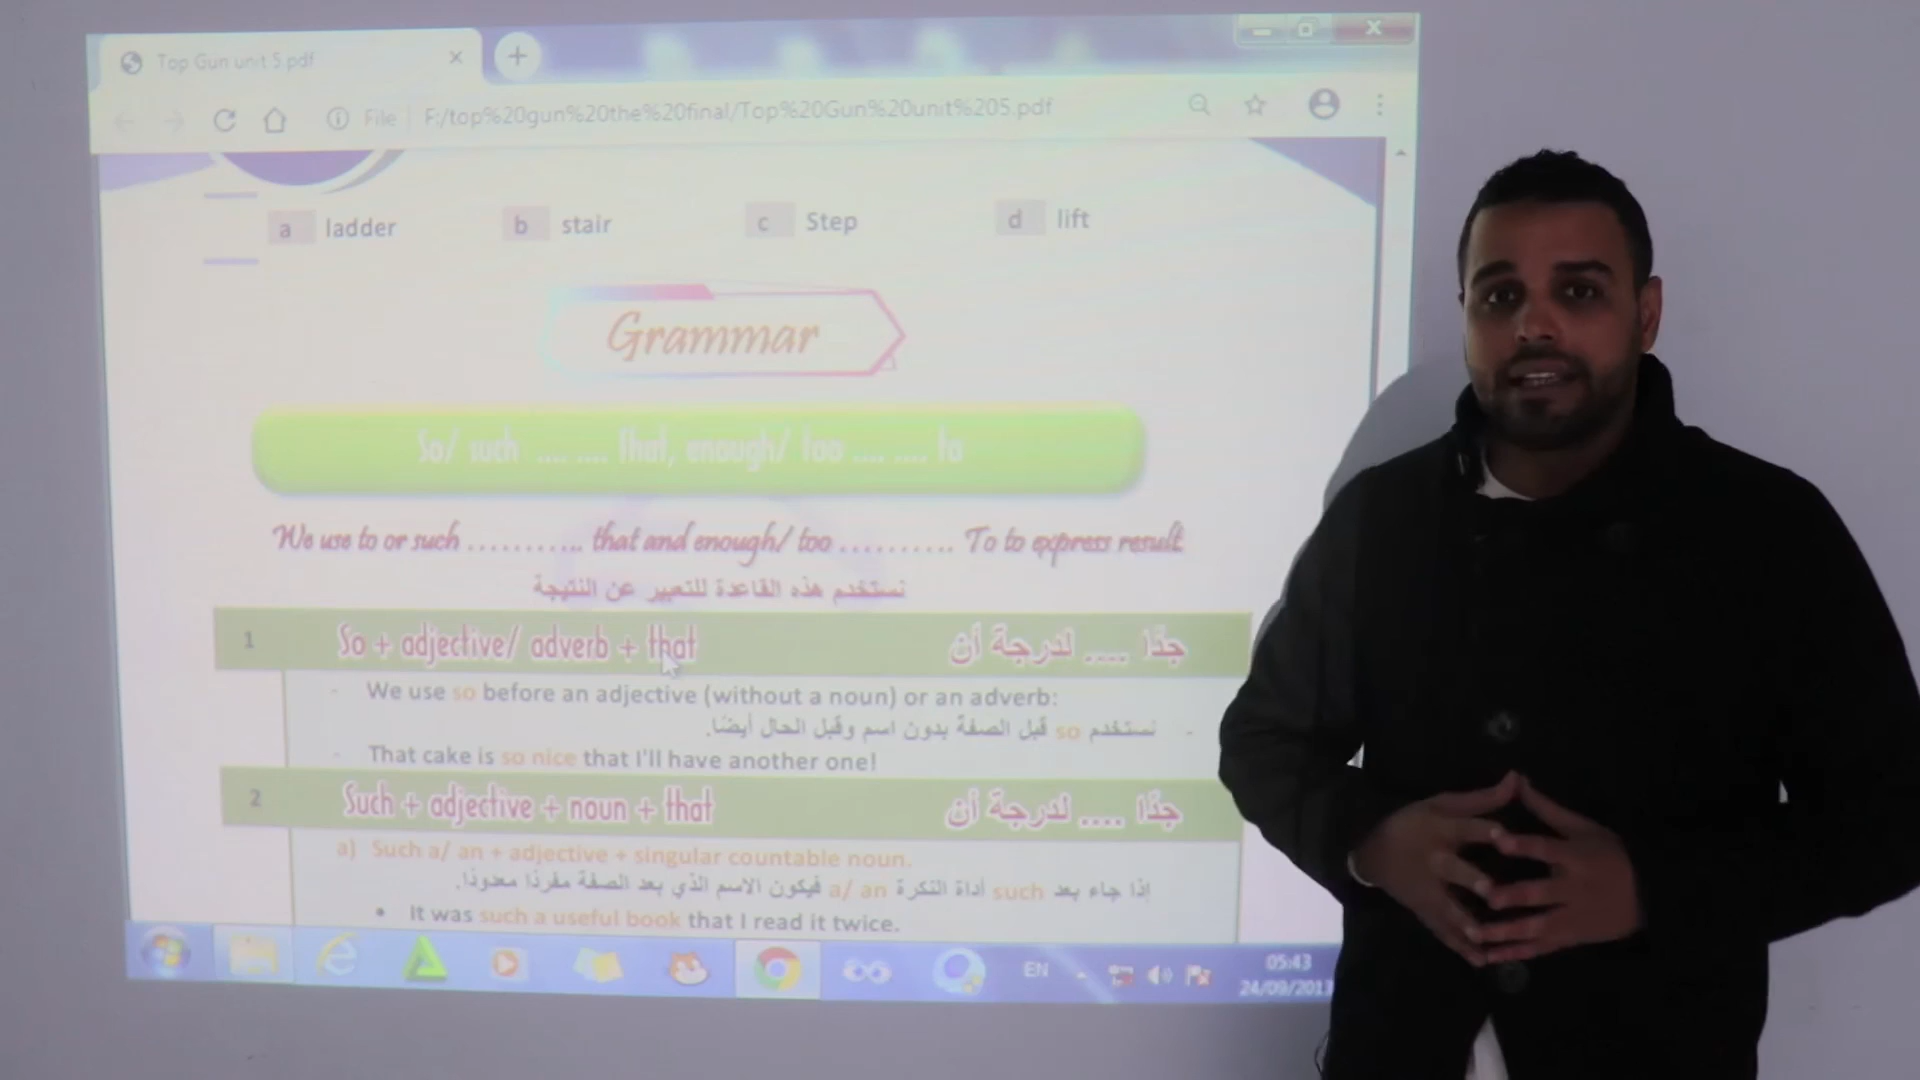 Top Gun unit 5.pdf
File F:/top%20gun%20the%20final/Top%20Gun%20unit%205.pdf
a ladder b stair c Step d lift
Grammar
So/ such .... .... that, enough/ too .... .... to
We use to or such ........... that and enough/ too .......... To to express result
نستخدم هذه القاعدة للتعبير عن النتيجة
1 So + adjective/ adverb + that جدًا .... لدرجة أن
- We use so before an adjective (without a noun) or an adverb:
- نستخدم so قبل الصفة بدون اسم وقبل الحال أيضًا.
- That cake is so nice that I'll have another one!
2 Such + adjective + noun + that جدًا .... لدرجة أن
a) Such a/ an + adjective + singular countable noun.
إذا جاء بعد such أداة النكرة a/ an فيكون الاسم الذي بعد الصفة مفردًا معدودًا.
• It was such a useful book that I read it twice.
EN 05:43
24/09/2013